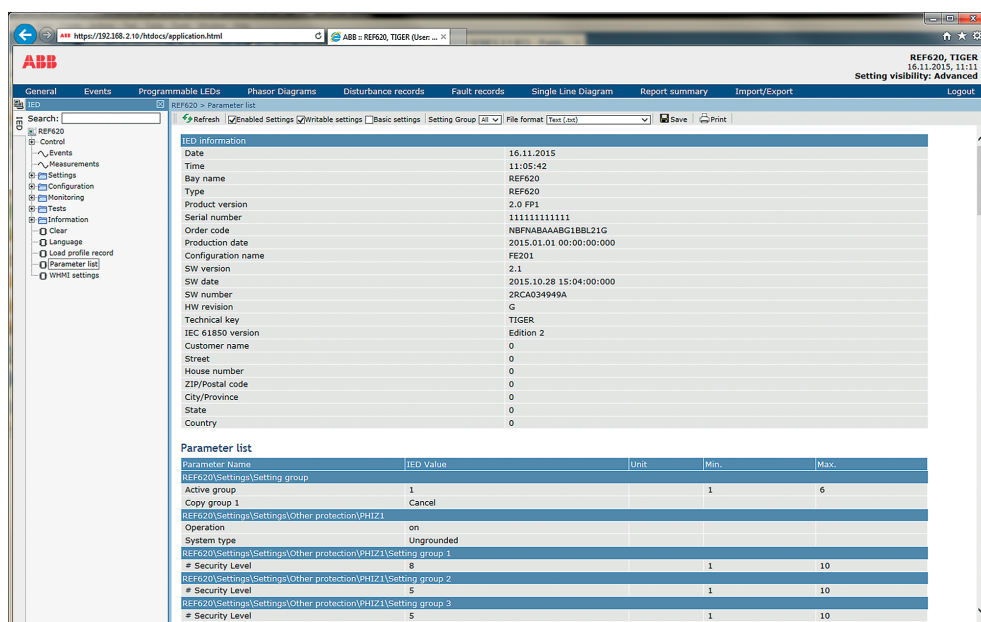 https://192.168.2.10/htdocs/application.html
ABB :: REF620, TIGER (User: ...
ABB
REF620, TIGER
16.11.2015, 11:11
Setting visibility: Advanced
General Events Programmable LEDs Phasor Diagrams Disturbance records Fault records Single Line Diagram Report summary Import/Export Logout
IED
REF620 > Parameter list
IED
Search:
Refresh Enabled Settings Writable settings Basic settings Setting Group All File format Text (.txt) Save Print
REF620
Control
Events
Measurements
Settings
Configuration
Monitoring
Tests
Information
Clear
Language
Load profile record
Parameter list
WHMI settings
IED information
Date 16.11.2015
Time 11:05:42
Bay name REF620
Type REF620
Product version 2.0 FP1
Serial number 111111111111
Order code NBFNABAAABG1BBL21G
Production date 2015.01.01 00:00:00:000
Configuration name FE201
SW version 2.1
SW date 2015.10.28 15:04:00:000
SW number 2RCA034949A
HW revision G
Technical key TIGER
IEC 61850 version Edition 2
Customer name 0
Street 0
House number 0
ZIP/Postal code 0
City/Province 0
State 0
Country 0
Parameter list
Parameter Name IED Value Unit Min. Max.
REF620\Settings\Setting group
Active group 1 1 6
Copy group 1 Cancel
REF620\Settings\Settings\Other protection\PHIZ1
Operation on
System type Ungrounded
REF620\Settings\Settings\Other protection\PHIZ1\Setting group 1
# Security Level 8 1 10
REF620\Settings\Settings\Other protection\PHIZ1\Setting group 2
# Security Level 5 1 10
REF620\Settings\Settings\Other protection\PHIZ1\Setting group 3
# Security Level 5 1 10